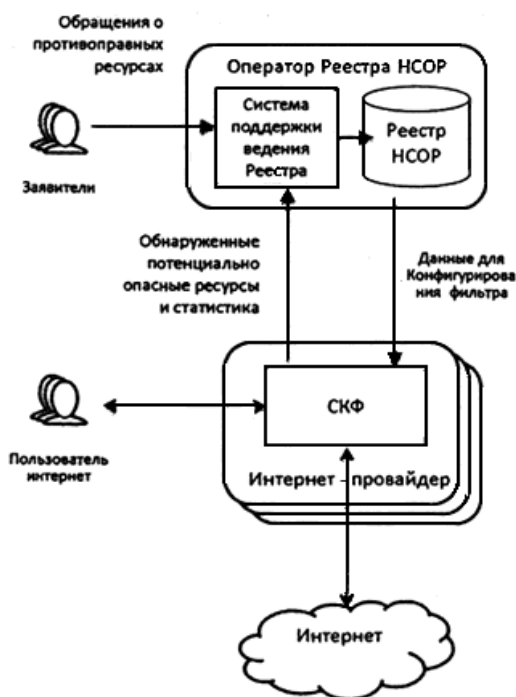 Обращения о
противоправных
ресурсах
Оператор Реестра НСОР
Система
поддержки
ведения
Реестра
Реестр
НСОР
Заявители
Обнаруженные
потенциально
опасные ресурсы
и статистика
Данные для
Конфигурирова
ния фильтра
СКФ
Пользователь
интернет
Интернет - провайдер
Интернет